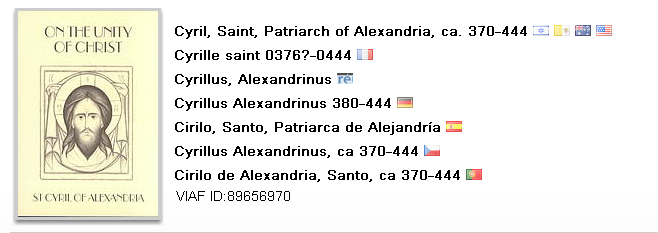 ON THE UNITY
OF CHRIST
ST CYRIL OF ALEXANDRIA
Cyril, Saint, Patriarch of Alexandria, ca. 370-444
Cyrille saint 0376?-0444
Cyrillus, Alexandrinus
Cyrillus Alexandrinus 380-444
Cirilo, Santo, Patriarca de Alejandría
Cyrillus Alexandrinus, ca 370-444
Cirilo de Alexandria, Santo, ca 370-444
VIAF ID:89656970